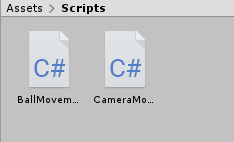 Assets > Scripts
C# C#
BallMovem... CameraMo...